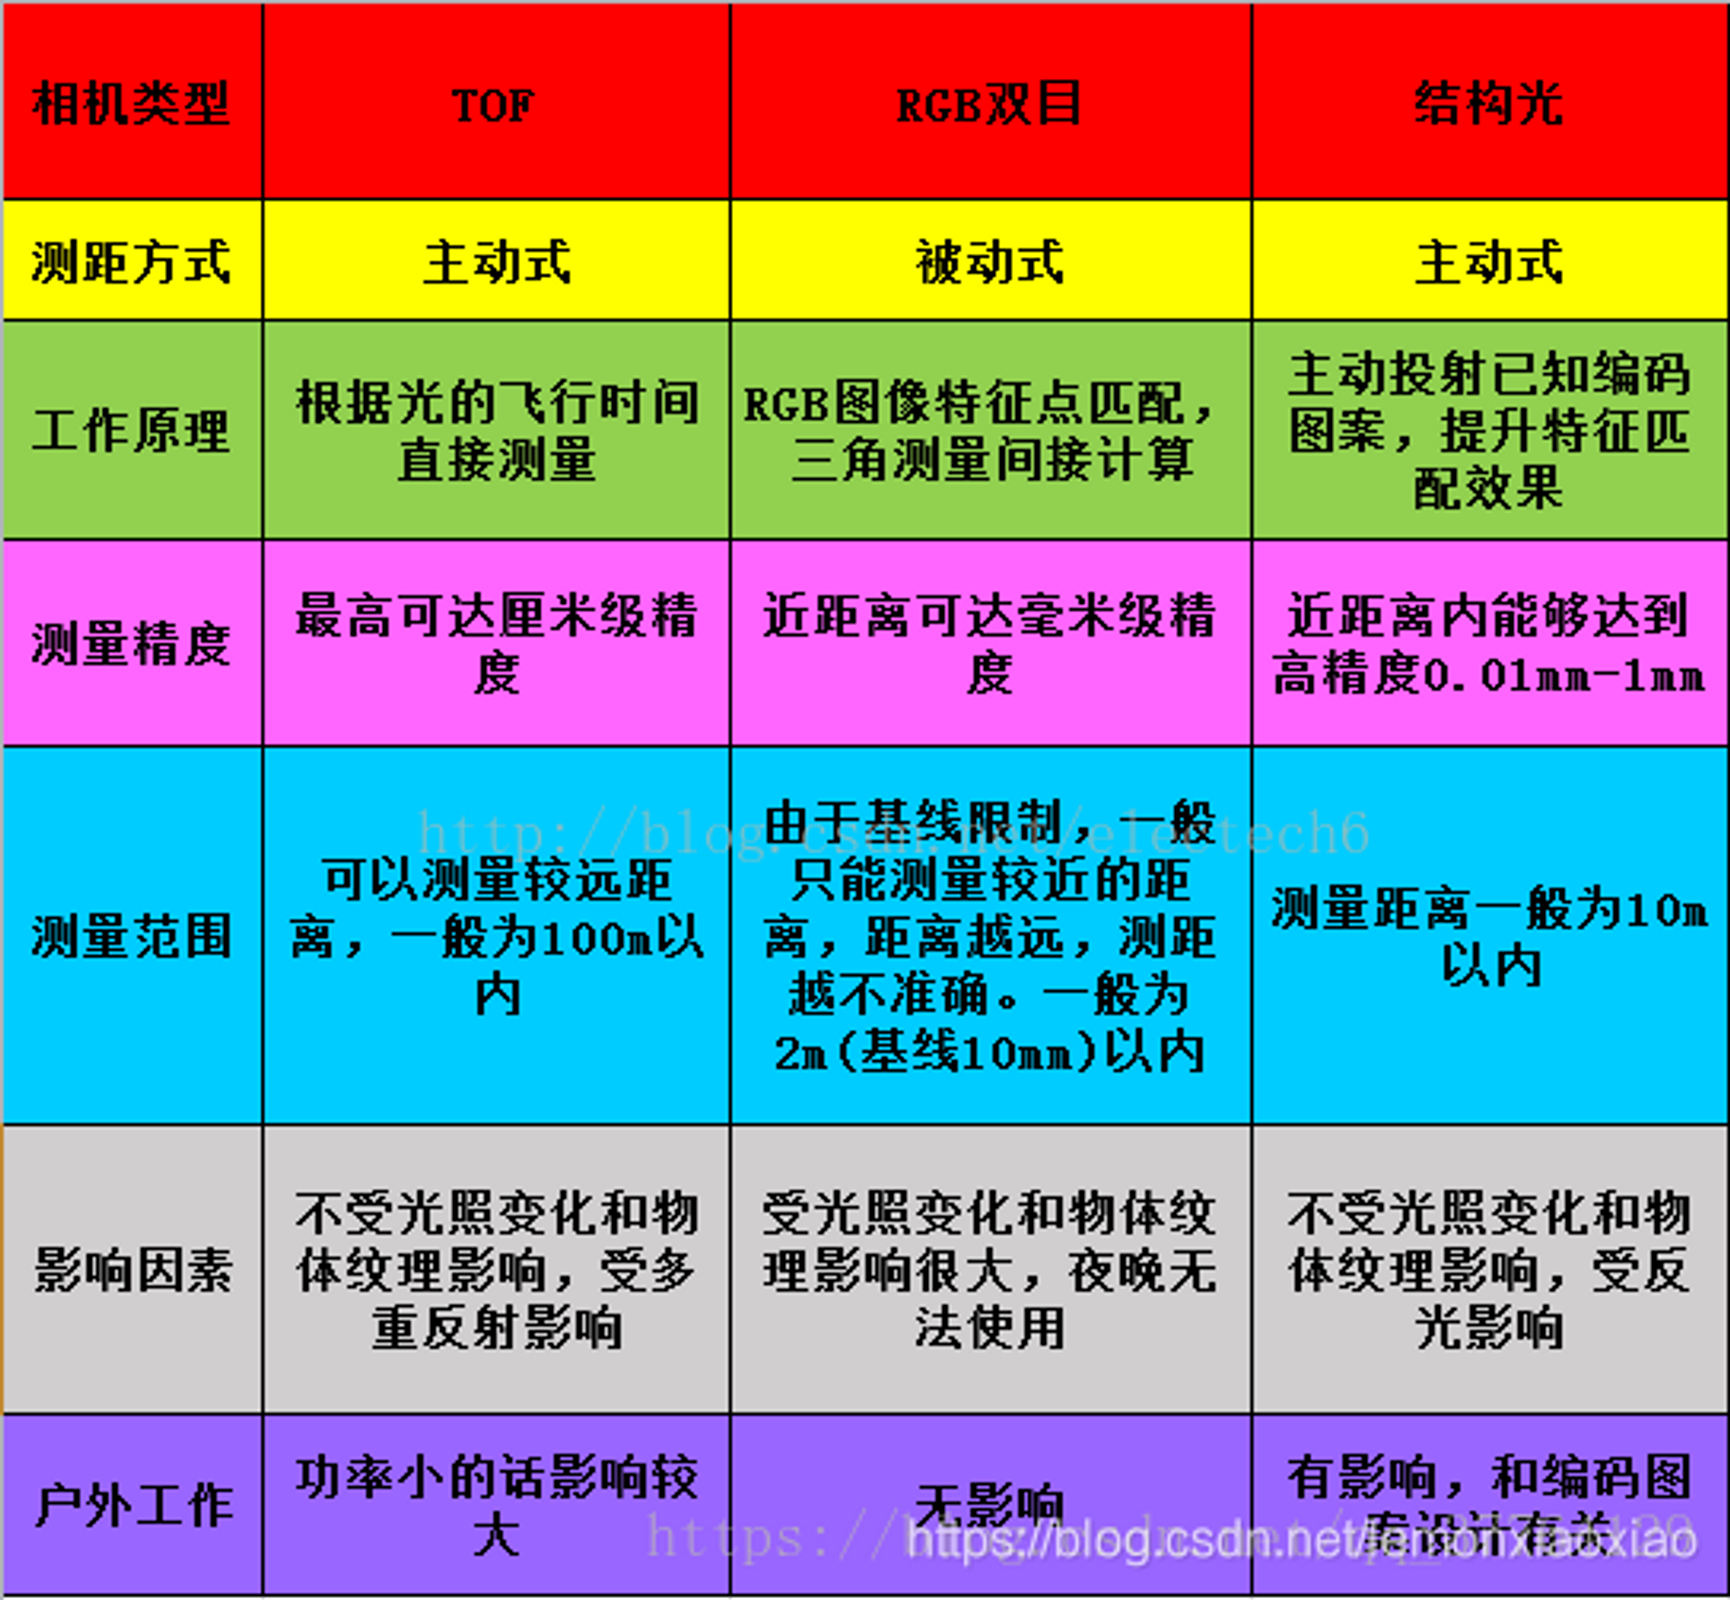 相机类型
TOF
RGB双目
结构光
测距方式
主动式
被动式
主动式
工作原理
根据光的飞行时间
直接测量
RGB图像特征点匹配，
三角测量间接计算
主动投射已知编码
图案，提升特征匹
配效果
测量精度
最高可达厘米级精
度
近距离可达毫米级精
度
近距离内能够达到
高精度0.01mm-1mm
测量范围
可以测量较远距
离，一般为100m以
内
由于基线限制，一般
只能测量较近的距
离，距离越远，测距
越不准确。一般为
2m(基线10mm)以内
测量距离一般为10m
以内
http://blog.csdn.net/electech6
影响因素
不受光照变化和物
体纹理影响，受多
重反射影响
受光照变化和物体纹
理影响很大，夜晚无
法使用
不受光照变化和物
体纹理影响，受反
光影响
户外工作
功率小的话影响较
大
无影响
有影响，和编码图
案设计有关
https://blog.csdn.net/lemonxiaoxiao